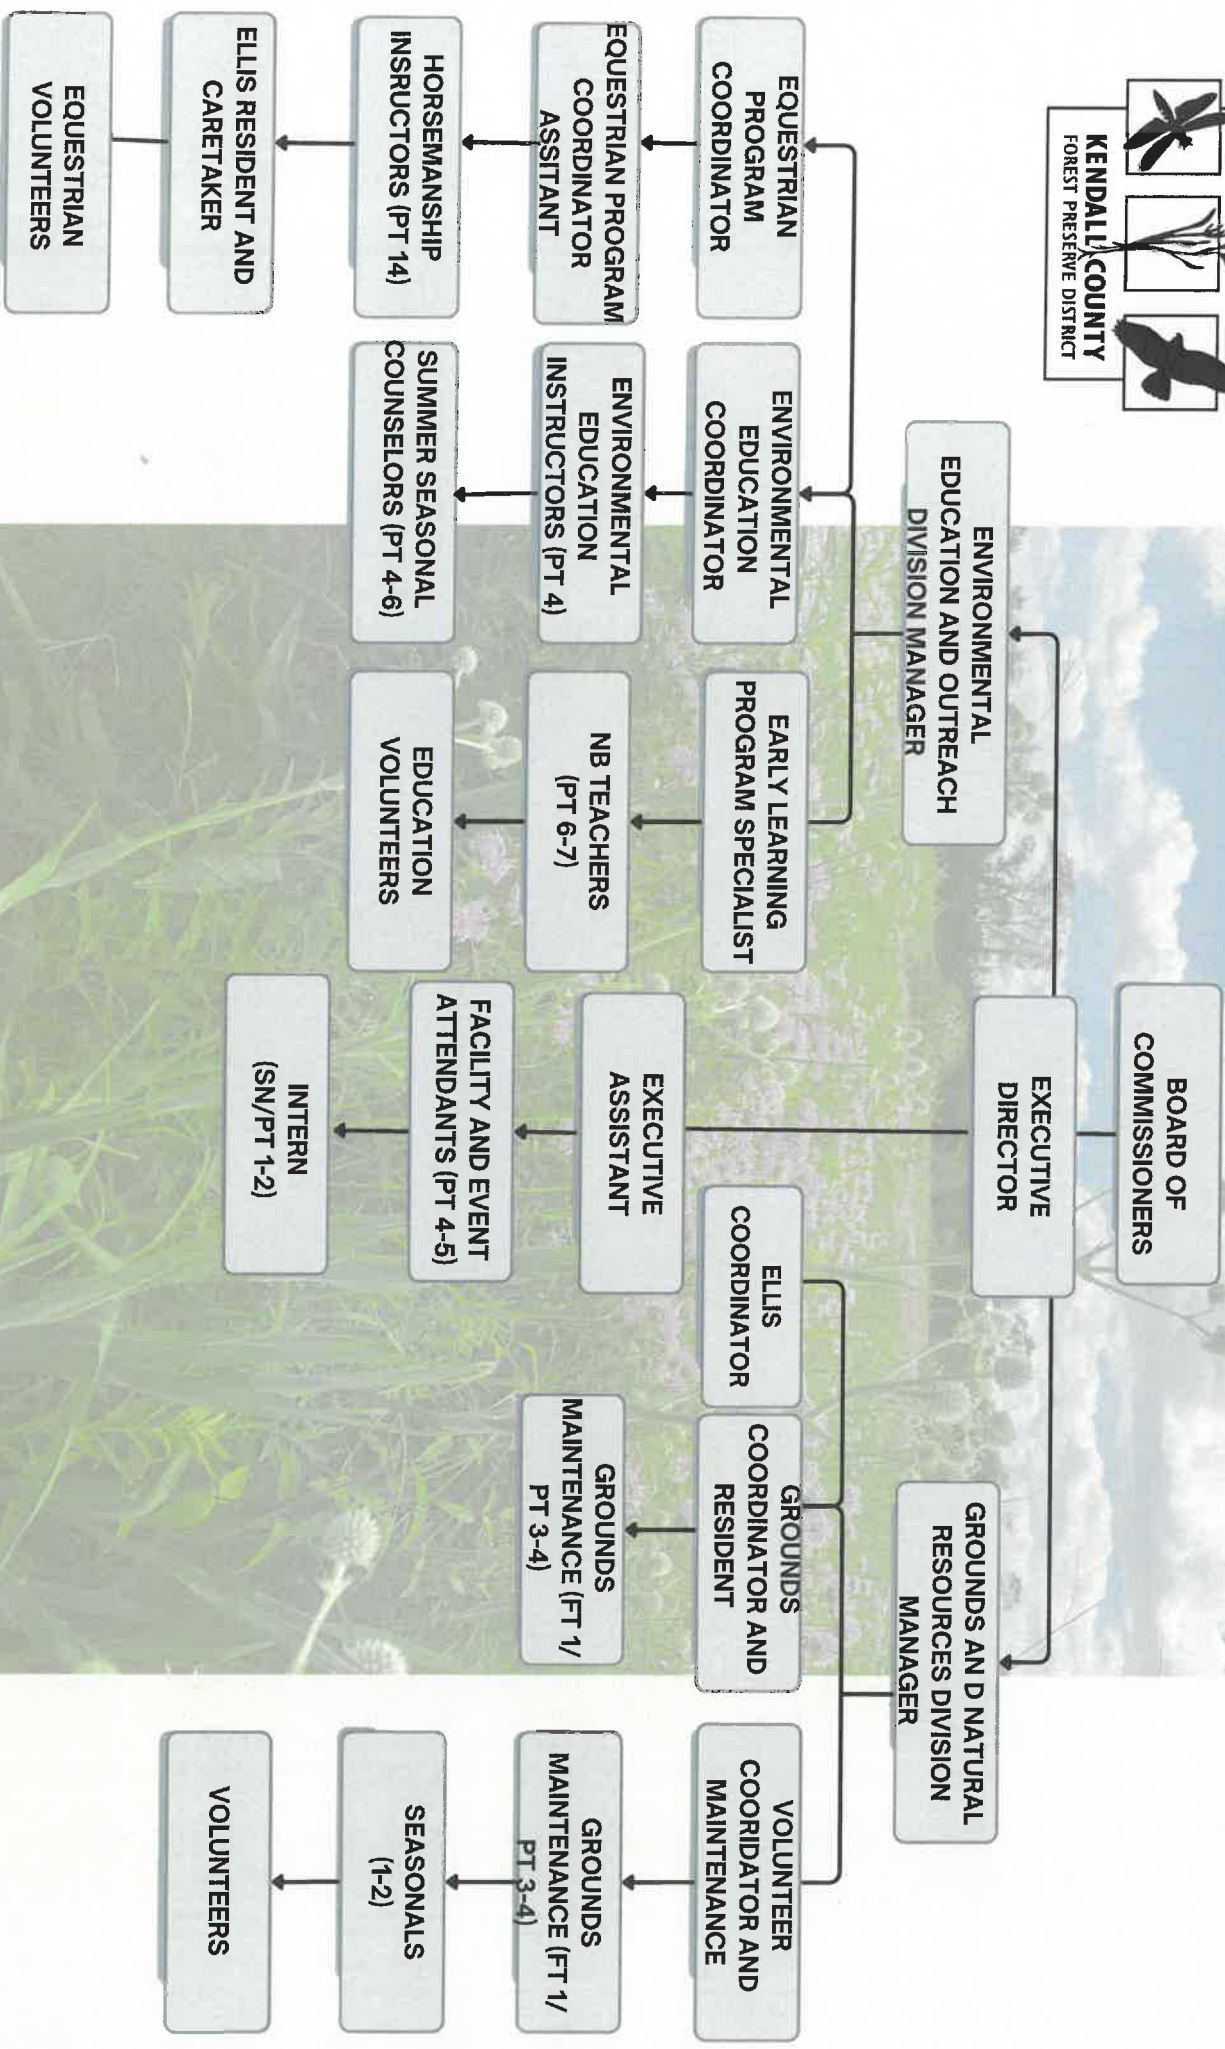 KENDALL COUNTY
FOREST PRESERVE DISTRICT
BOARD OF
COMMISSIONERS
EXECUTIVE
DIRECTOR
ENVIRONMENTAL
EDUCATION AND OUTREACH
DIVISION MANAGER
GROUNDS AN D NATURAL
RESOURCES DIVISION
MANAGER
EQUESTRIAN
PROGRAM
COORDINATOR
ENVIRONMENTAL
EDUCATION
COORDINATOR
EARLY LEARNING
PROGRAM SPECIALIST
ELLIS
COORDINATOR
GROUNDS
COORDINATOR AND
RESIDENT
VOLUNTEER
COORIDATOR AND
MAINTENANCE
EXECUTIVE
ASSISTANT
EQUESTRIAN PROGRAM
COORDINATOR
ASSITANT
ENVIRONMENTAL
EDUCATION
INSTRUCTORS (PT 4)
NB TEACHERS
(PT 6-7)
GROUNDS
MAINTENANCE (FT 1/
PT 3-4)
GROUNDS
MAINTENANCE (FT 1/
PT 3-4)
FACILITY AND EVENT
ATTENDANTS (PT 4-5)
HORSEMANSHIP
INSRUCTORS (PT 14)
SUMMER SEASONAL
COUNSELORS (PT 4-6)
EDUCATION
VOLUNTEERS
SEASONALS
(1-2)
INTERN
(SN/PT 1-2)
ELLIS RESIDENT AND
CARETAKER
VOLUNTEERS
EQUESTRIAN
VOLUNTEERS